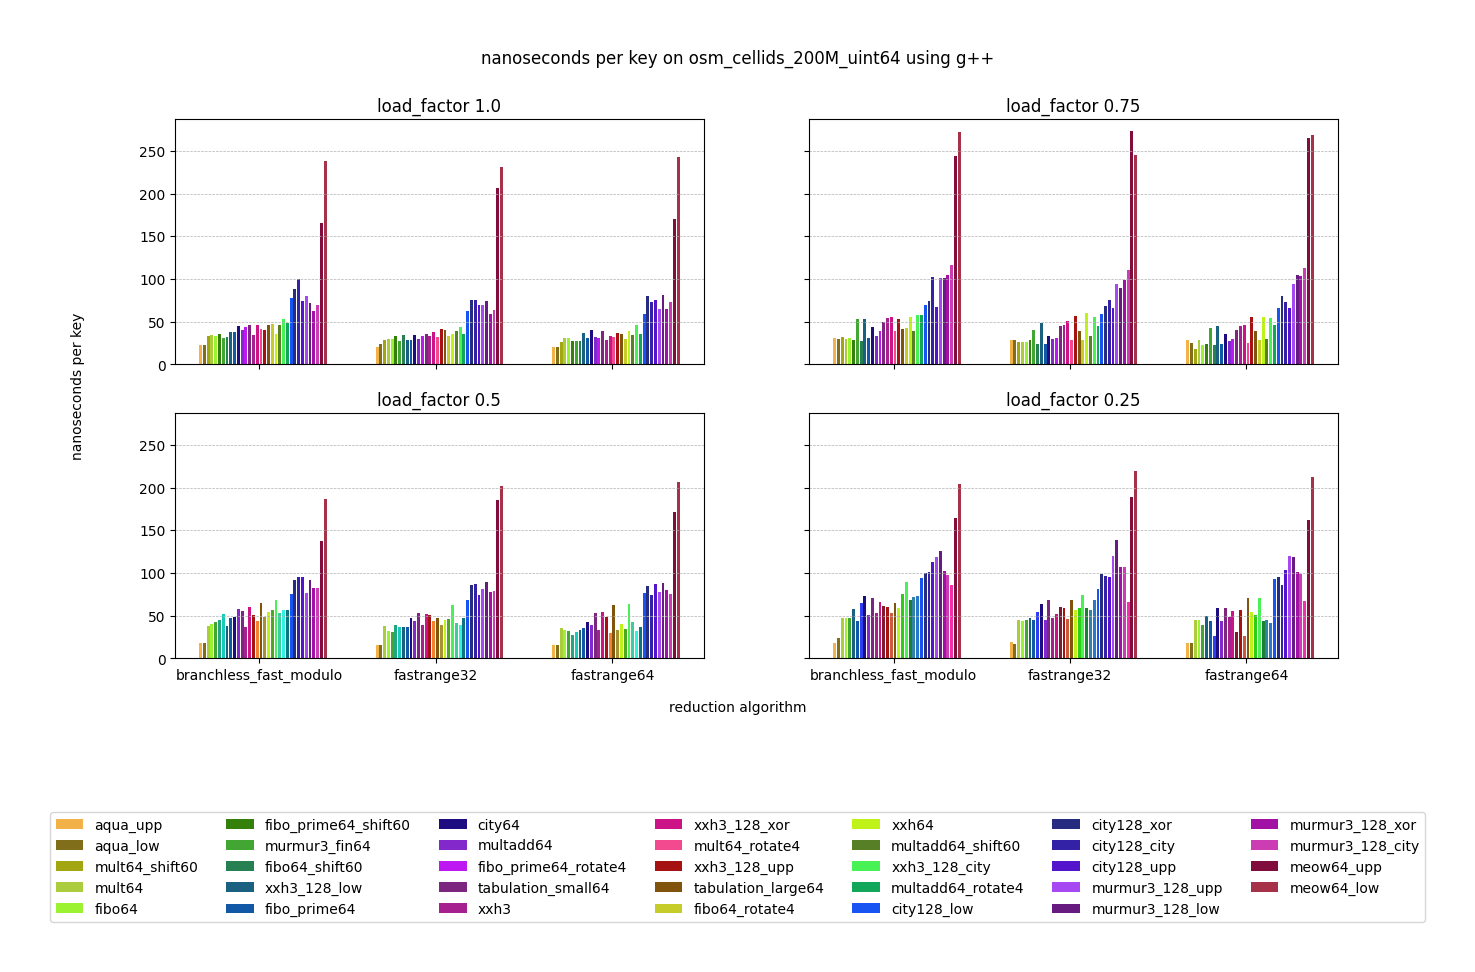 nanoseconds per key on osm_cellids_200M_uint64 using g++
load_factor 1.0
load_factor 0.75
250
200
150
100
50
0
nanoseconds per key
load_factor 0.5
load_factor 0.25
250
200
150
100
50
0
branchless_fast_modulo fastrange32 fastrange64
branchless_fast_modulo fastrange32 fastrange64
reduction algorithm
aqua_upp
aqua_low
mult64_shift60
mult64
fibo64
fibo_prime64_shift60
murmur3_fin64
fibo64_shift60
xxh3_128_low
fibo_prime64
city64
multadd64
fibo_prime64_rotate4
tabulation_small64
xxh3
xxh3_128_xor
mult64_rotate4
xxh3_128_upp
tabulation_large64
fibo64_rotate4
xxh64
multadd64_shift60
xxh3_128_city
multadd64_rotate4
city128_low
city128_xor
city128_city
city128_upp
murmur3_128_upp
murmur3_128_low
murmur3_128_xor
murmur3_128_city
meow64_upp
meow64_low